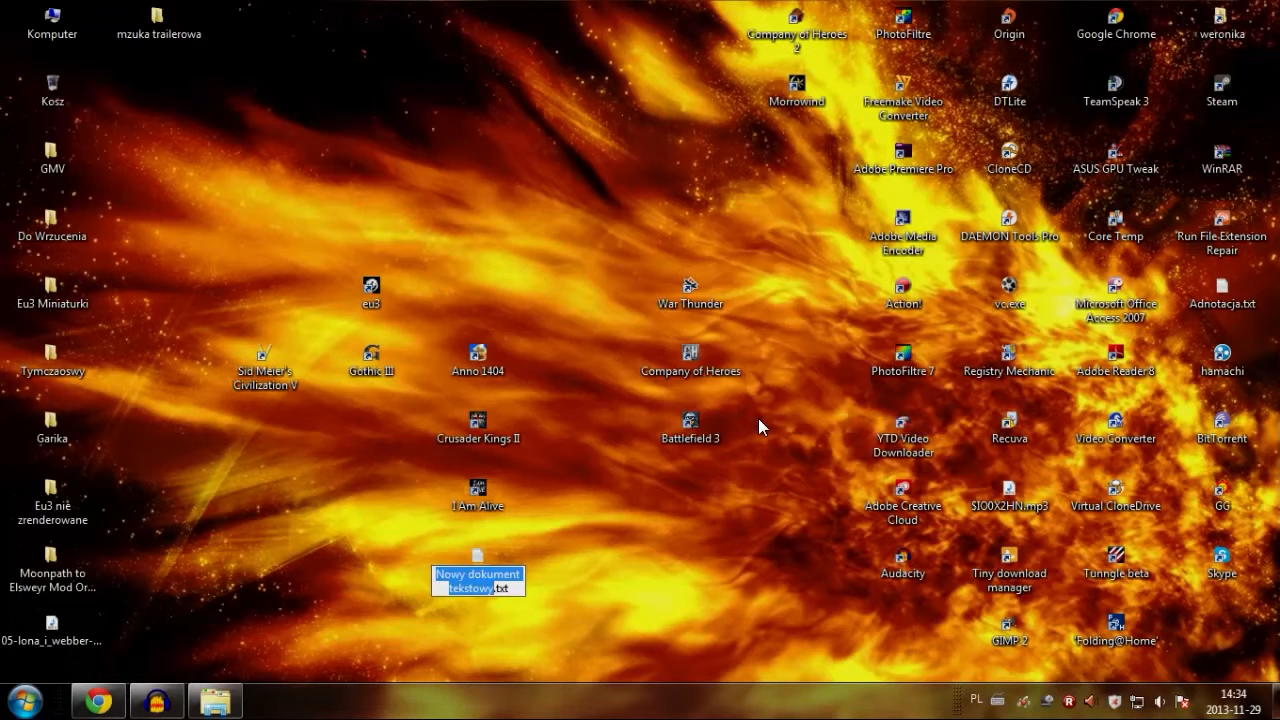 Komputer
mzuka trailerowa
Company of Heroes
2
PhotoFiltre
Origin
Google Chrome
weronika
Kosz
Morrowind
Freemake Video
Converter
DTLite
TeamSpeak 3
Steam
GMV
Adobe Premiere Pro
CloneCD
ASUS GPU Tweak
WinRAR
Do Wrzucenia
Adobe Media
Encoder
DAEMON Tools Pro
Core Temp
Run File Extension
Repair
Eu3 Miniaturki
eu3
War Thunder
Action!
vc.exe
Microsoft Office
Access 2007
Adnotacja.txt
Tymczaoswy
Sid Meier's
Civilization V
Gothic III
Anno 1404
Company of Heroes
PhotoFiltre 7
Registry Mechanic
Adobe Reader 8
hamachi
Garika
Crusader Kings II
Battlefield 3
YTD Video
Downloader
Recuva
Video Converter
BitTorrent
Eu3 nie
zrenderowane
I Am Alive
Adobe Creative
Cloud
$IO0X2HN.mp3
Virtual CloneDrive
GG
Moonpath to
Elsweyr Mod Or...
Nowy dokument
tekstowy.txt
Audacity
Tiny download
manager
Tunngle beta
Skype
05-Iona_i_webber-...
GIMP 2
'Folding@Home'
PL
14:34
2013-11-29